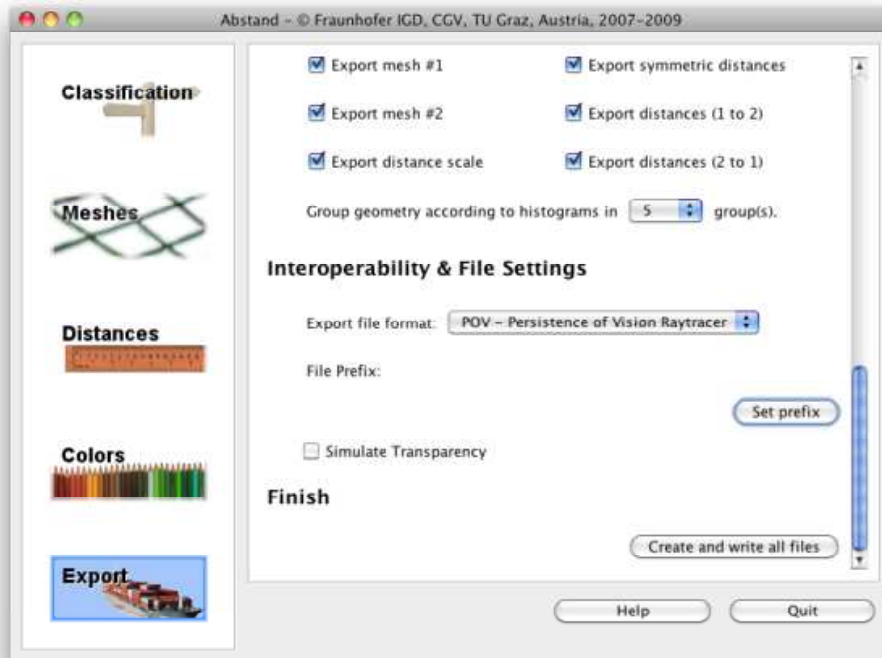 Abstand – © Fraunhofer IGD, CGV, TU Graz, Austria, 2007–2009
Classification
Meshes
Distances
Colors
Export
Export mesh #1
Export symmetric distances
Export mesh #2
Export distances (1 to 2)
Export distance scale
Export distances (2 to 1)
Group geometry according to histograms in 5 group(s).
Interoperability & File Settings
Export file format: POV – Persistence of Vision Raytracer
File Prefix:
Set prefix
Simulate Transparency
Finish
Create and write all files
Help
Quit